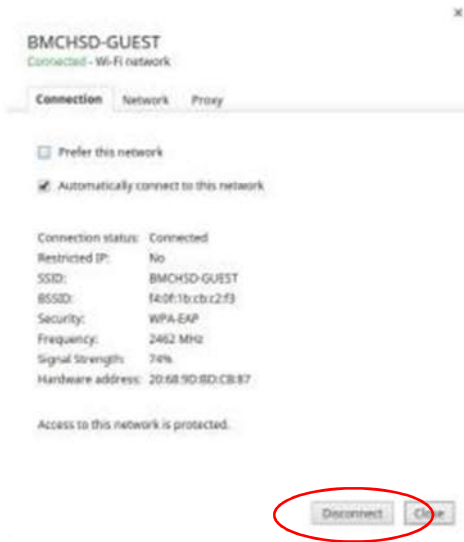 ×
BMCHSD-GUEST
Connected - Wi-Fi network
Connection Network Proxy
Prefer this network
Automatically connect to this network
Connection status: Connected
Restricted IP: No
SSID: BMCHSD-GUEST
BSSID: f4:0f:1b:cb:c2:f3
Security: WPA-EAP
Frequency: 2462 MHz
Signal Strength: 74%
Hardware address: 20:68:9D:BD:CB:87
Access to this network is protected.
Disconnect Close